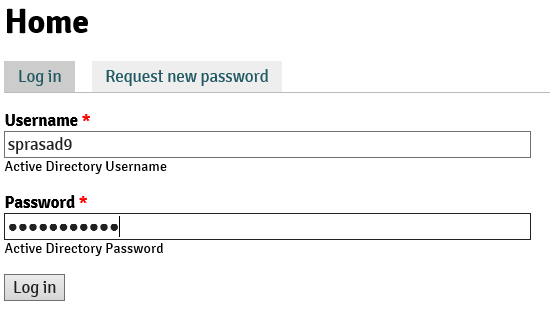 Home
Log in Request new password
Username *
sprasad9
Active Directory Username
Password *
●●●●●●●●●●●
Active Directory Password
Log in